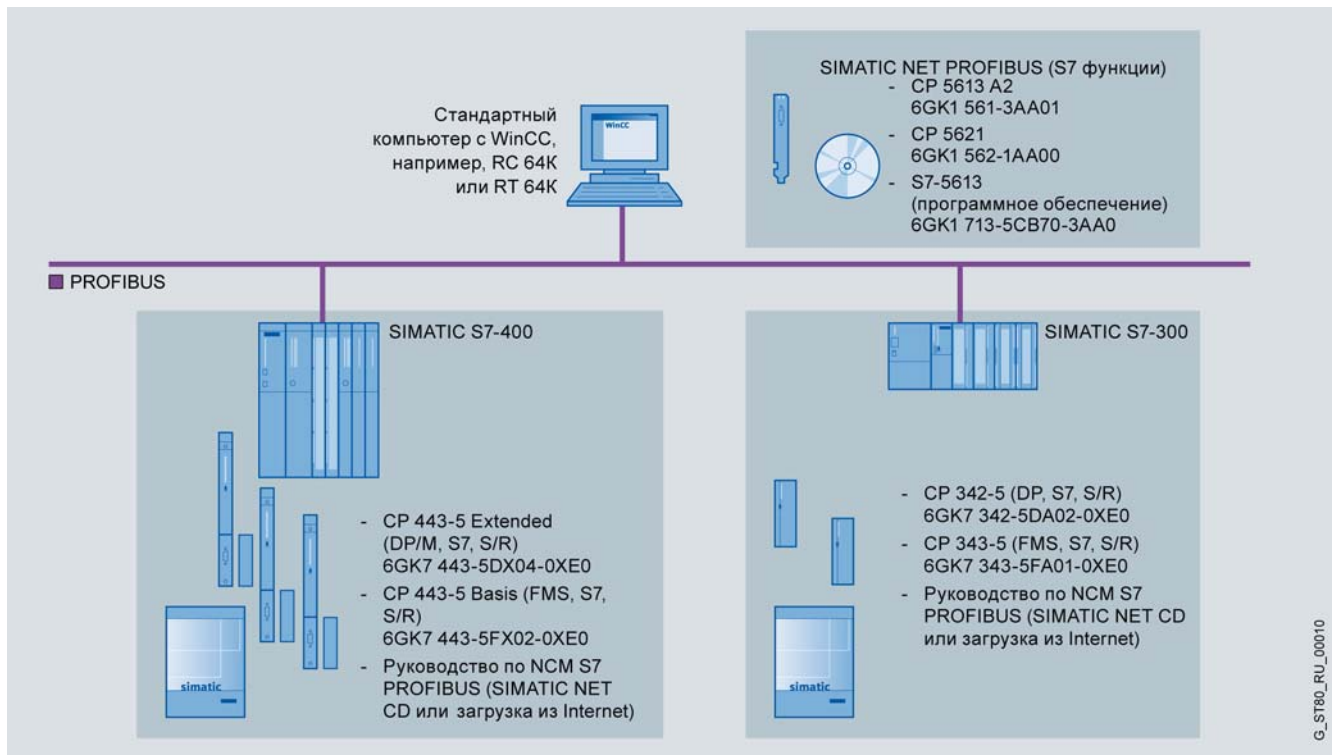 SIMATIC NET PROFIBUS (S7 функции)
- CP 5613 A2
6GK1 561-3AA01
- CP 5621
6GK1 562-1AA00
- S7-5613
(программное обеспечение)
6GK1 713-5CB70-3AA0
Стандартный
компьютер с WinCC,
например, RC 64K
или RT 64K
WinCC
PROFIBUS
SIMATIC S7-400
- CP 443-5 Extended
(DP/M, S7, S/R)
6GK7 443-5DX04-0XE0
- CP 443-5 Basis (FMS, S7,
S/R)
6GK7 443-5FX02-0XE0
- Руководство по NCM S7
PROFIBUS (SIMATIC NET
CD или загрузка из Internet)
simatic
SIMATIC S7-300
- CP 342-5 (DP, S7, S/R)
6GK7 342-5DA02-0XE0
- CP 343-5 (FMS, S7, S/R)
6GK7 343-5FA01-0XE0
- Руководство по NCM S7
PROFIBUS (SIMATIC NET CD
или загрузка из Internet)
simatic
G_ST80_RU_00010